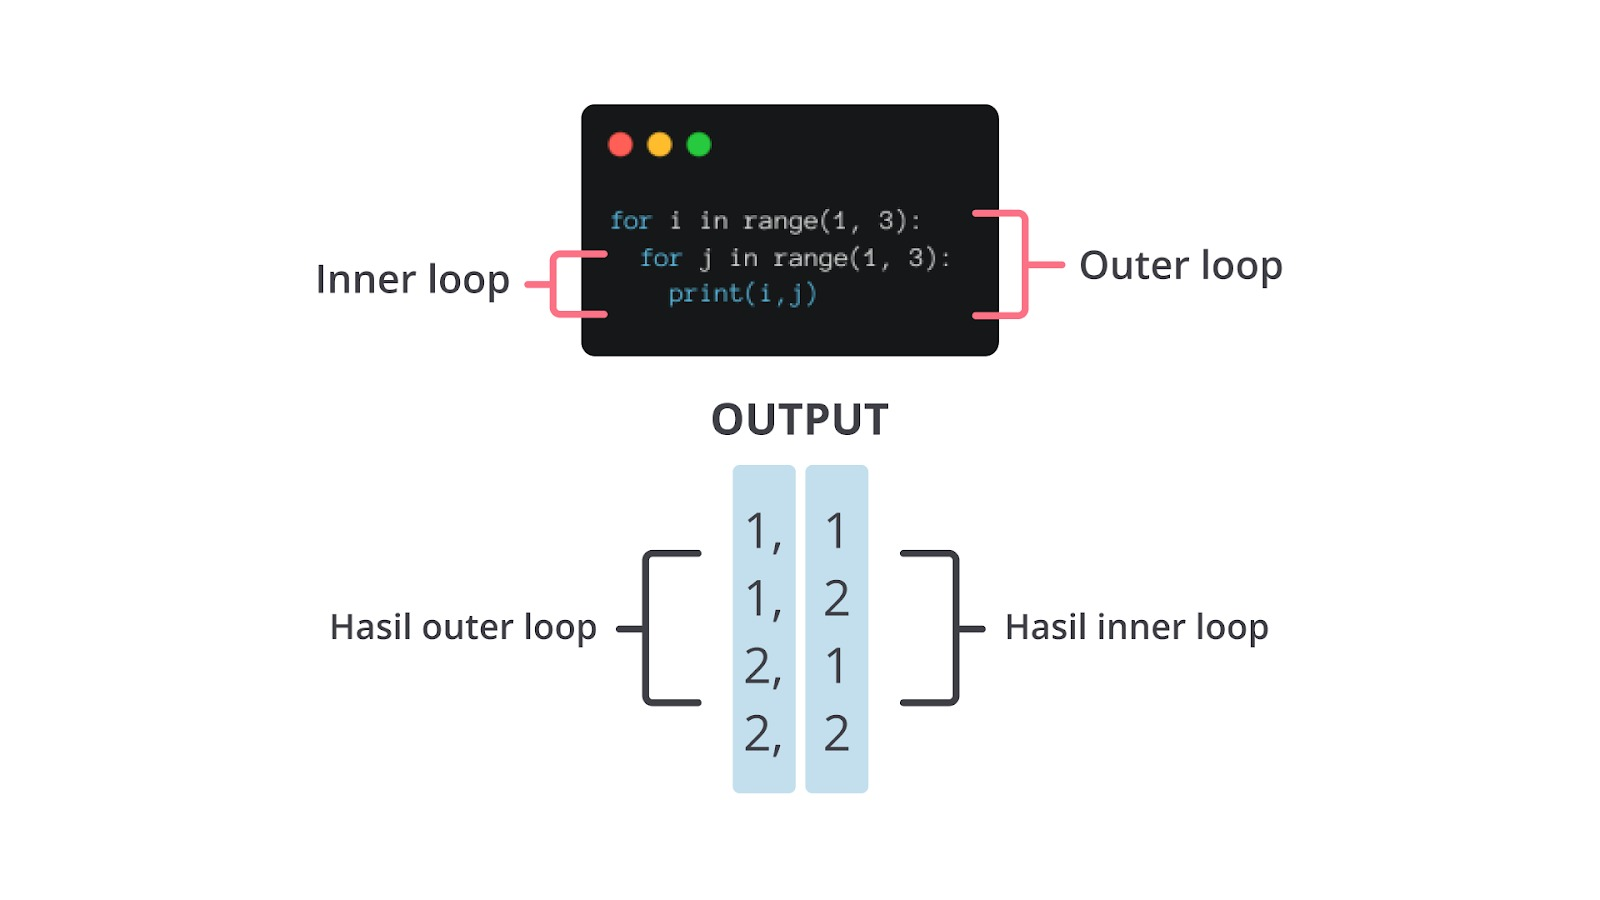 for i in range(1, 3):
for j in range(1, 3):
print(i,j)
Inner loop
Outer loop
OUTPUT
1, 1
1, 2
2, 1
2, 2
Hasil outer loop
Hasil inner loop